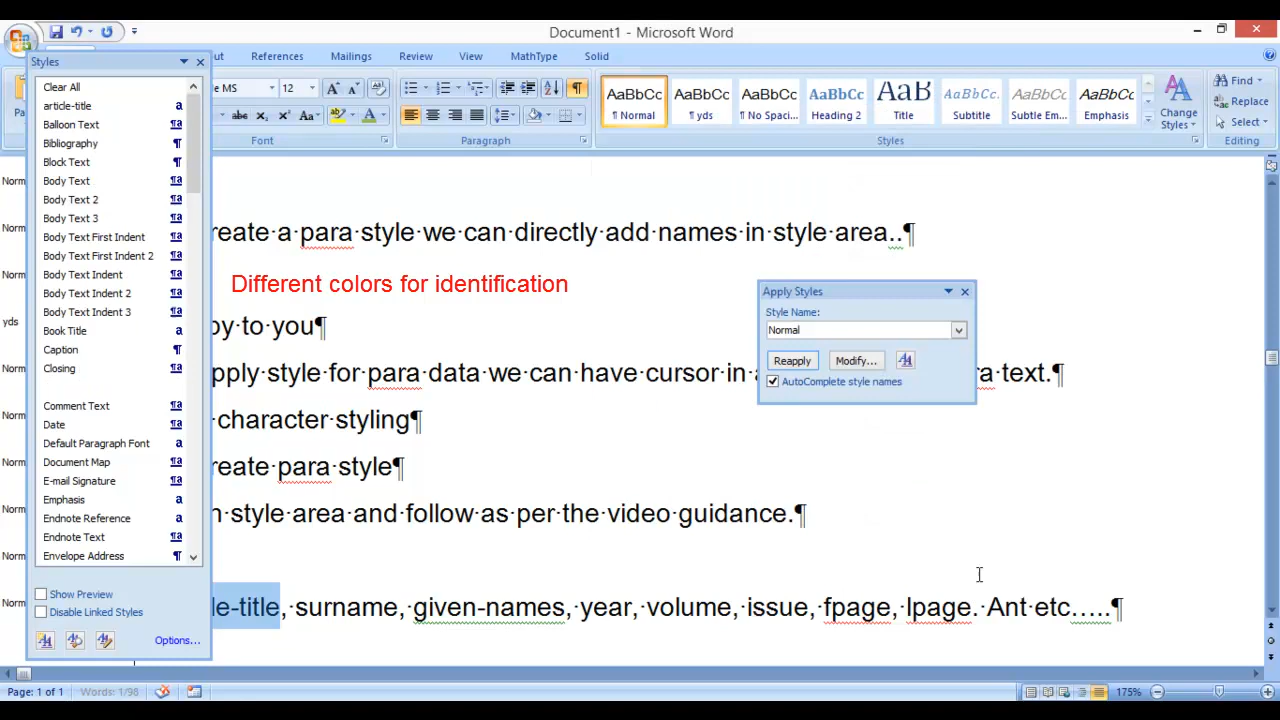 Document1 - Microsoft Word
Styles
References Mailings Review View MathType Solid
MS 12
Normal
yds
No Spaci...
Heading 2
Title
Subtitle
Subtle Em...
Emphasis
Change Styles
Find
Replace
Select
Font
Paragraph
Styles
Editing
Clear All
article-title
Balloon Text
Bibliography
Block Text
Body Text
Body Text 2
Body Text 3
Body Text First Indent
Body Text First Indent 2
Body Text Indent
Body Text Indent 2
Body Text Indent 3
Book Title
Caption
Closing
Comment Text
Date
Default Paragraph Font
Document Map
E-mail Signature
Emphasis
Endnote Reference
Endnote Text
Envelope Address
Show Preview
Disable Linked Styles
Options...
reate a para style we can directly add names in style area..¶
Different colors for identification
py to you¶
pply style for para data we can have cursor in a
ra text.¶
character styling¶
reate para style¶
n style area and follow as per the video guidance.¶
le-title, surname, given-names, year, volume, issue, fpage, lpage. Ant etc.....¶
Apply Styles
Style Name:
Normal
Reapply Modify...
AutoComplete style names
Norm
yds
Page: 1 of 1 Words: 1/96 175%